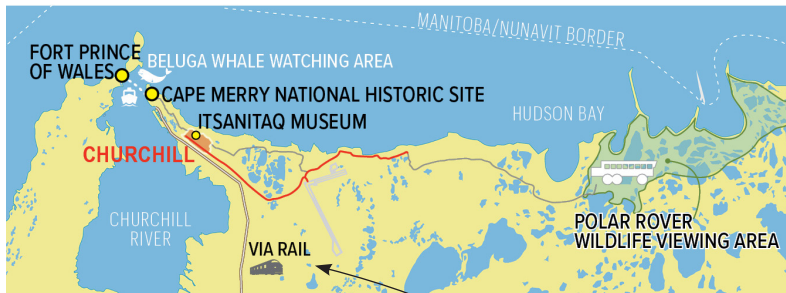 MANITOBA/NUNAVIT BORDER
FORT PRINCE
OF WALES
BELUGA WHALE WATCHING AREA
CAPE MERRY NATIONAL HISTORIC SITE
HUDSON BAY
ITSANITAQ MUSEUM
CHURCHILL
CHURCHILL
RIVER
POLAR ROVER
WILDLIFE VIEWING AREA
VIA RAIL